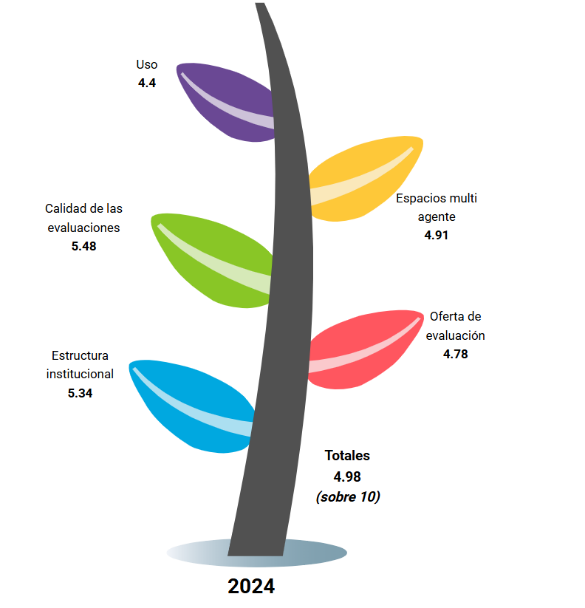 Uso
4.4
Espacios multi
agente
4.91
Calidad de las
evaluaciones
5.48
Oferta de
evaluación
4.78
Estructura
institucional
5.34
Totales
4.98
(sobre 10)
2024